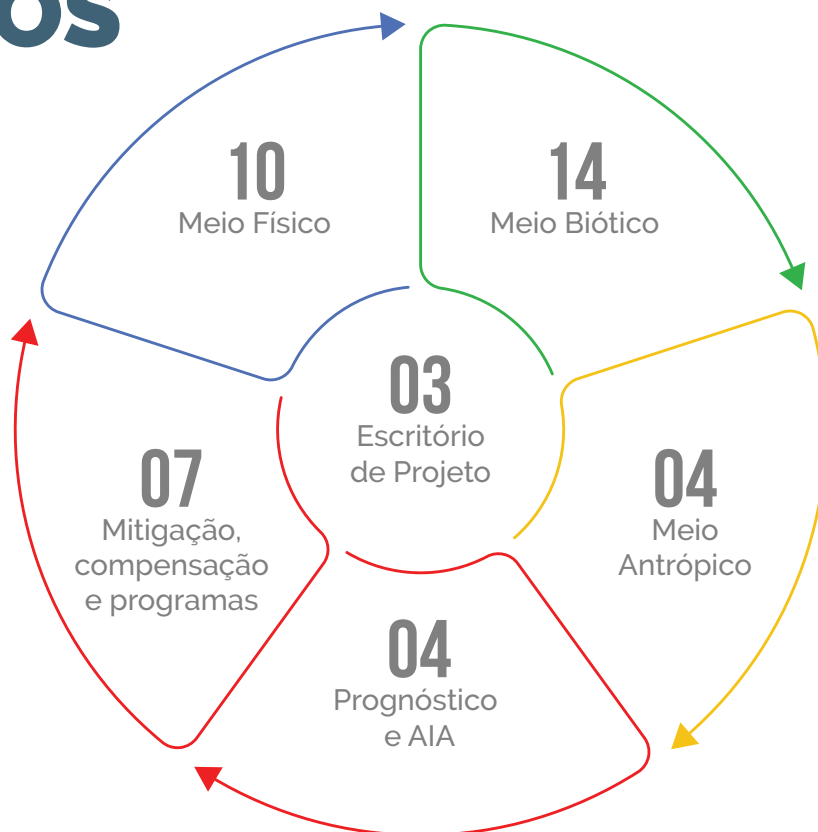 os
10
Meio Físico
14
Meio Biótico
03
Escritório
de Projeto
07
Mitigação,
compensação
e programas
04
Meio
Antrópico
04
Prognóstico
e AIA